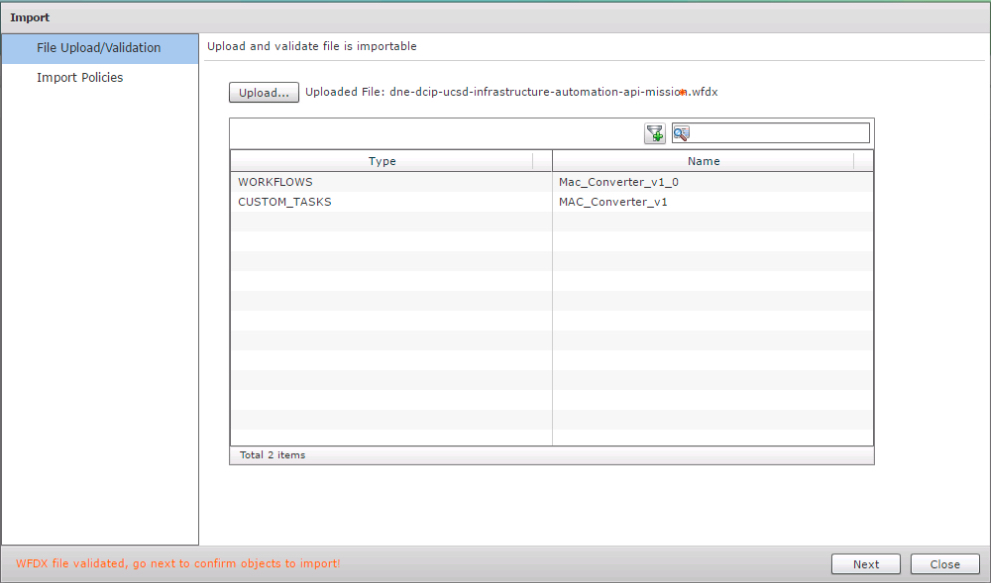 Import
File Upload/Validation
Import Policies
Upload and validate file is importable
Upload... Uploaded File: dne-dcip-ucsd-infrastructure-automation-api-mission.wfdx
Type Name
WORKFLOWS Mac_Converter_v1_0
CUSTOM_TASKS MAC_Converter_v1
Total 2 items
WFDX file validated, go next to confirm objects to import!
Next Close